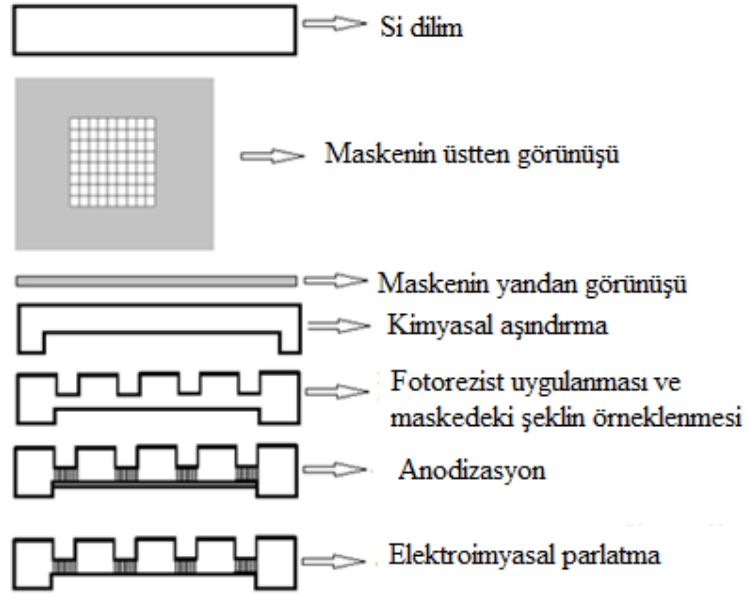 Si dilim
Maskenin üstten görünüşü
Maskenin yandan görünüşü
Kimyasal aşındırma
Fotorezist uygulanması ve
maskedeki şeklin örneklenmesi
Anodizasyon
Elektroimyasal parlatma